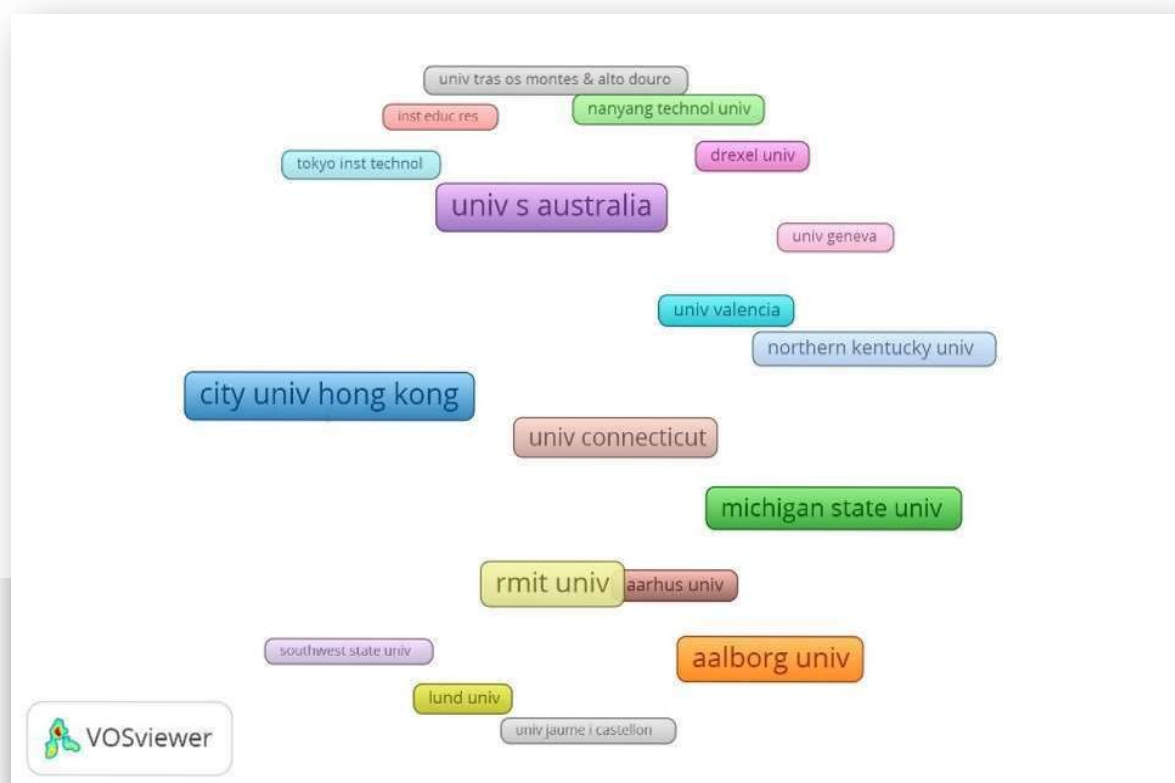 univ tras os montes & alto douro
nanyang technol univ
inst educ res
drexel univ
tokyo inst technol
univ s australia
univ geneva
univ valencia
northern kentucky univ
city univ hong kong
univ connecticut
michigan state univ
rmit univ
aarhus univ
southwest state univ
aalborg univ
lund univ
univ jaume i castellon
VOSviewer